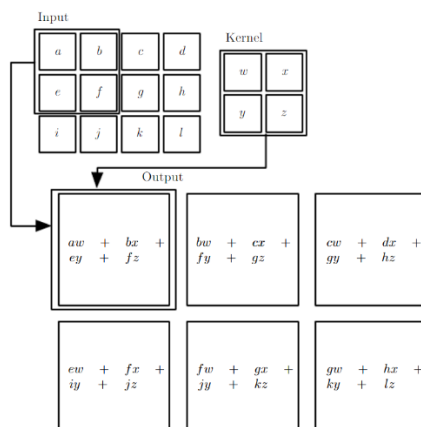 Input
a b c d
e f g h
i j k l
Kernel
w x
y z
Output
aw + bx +
ey + fz
bw + cx +
fy + gz
cw + dx +
gy + hz
ew + fx +
iy + jz
fw + gx +
jy + kz
gw + hx +
ky + lz